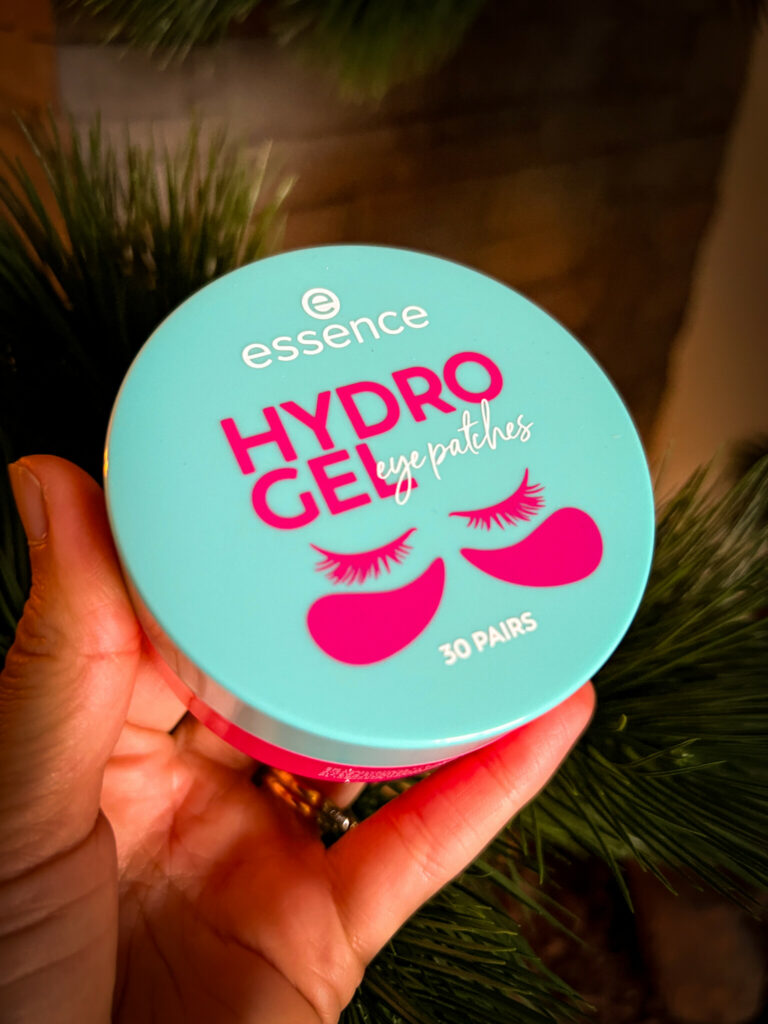 e
essence
HYDRO
GEL eye patches
30 PAIRS